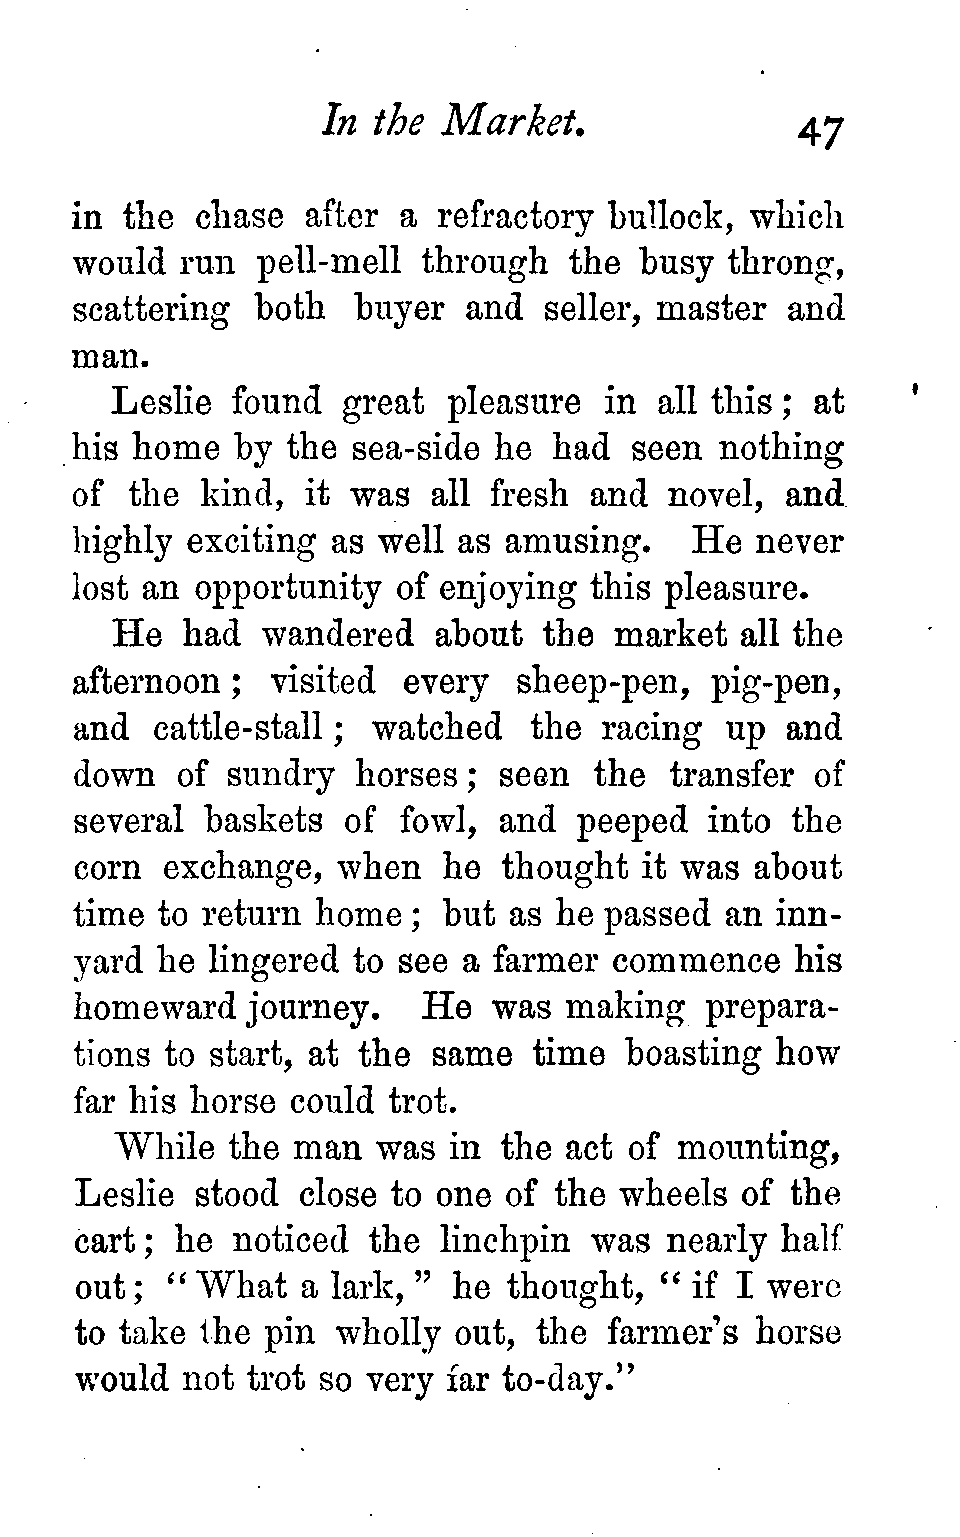 In the Market. 47
in the chase after a refractory bullock, which
would run pell-mell through the busy throng,
scattering both buyer and seller, master and
man.
Leslie found great pleasure in all this; at
his home by the sea-side he had seen nothing
of the kind, it was all fresh and novel, and
highly exciting as well as amusing. He never
lost an opportunity of enjoying this pleasure.
He had wandered about the market all the
afternoon; visited every sheep-pen, pig-pen,
and cattle-stall; watched the racing up and
down of sundry horses; seen the transfer of
several baskets of fowl, and peeped into the
corn exchange, when he thought it was about
time to return home; but as he passed an inn-
yard he lingered to see a farmer commence his
homeward journey. He was making prepara-
tions to start, at the same time boasting how
far his horse could trot.
While the man was in the act of mounting,
Leslie stood close to one of the wheels of the
cart; he noticed the linchpin was nearly half
out; "What a lark," he thought, "if I were
to take the pin wholly out, the farmer's horse
would not trot so very far to-day."